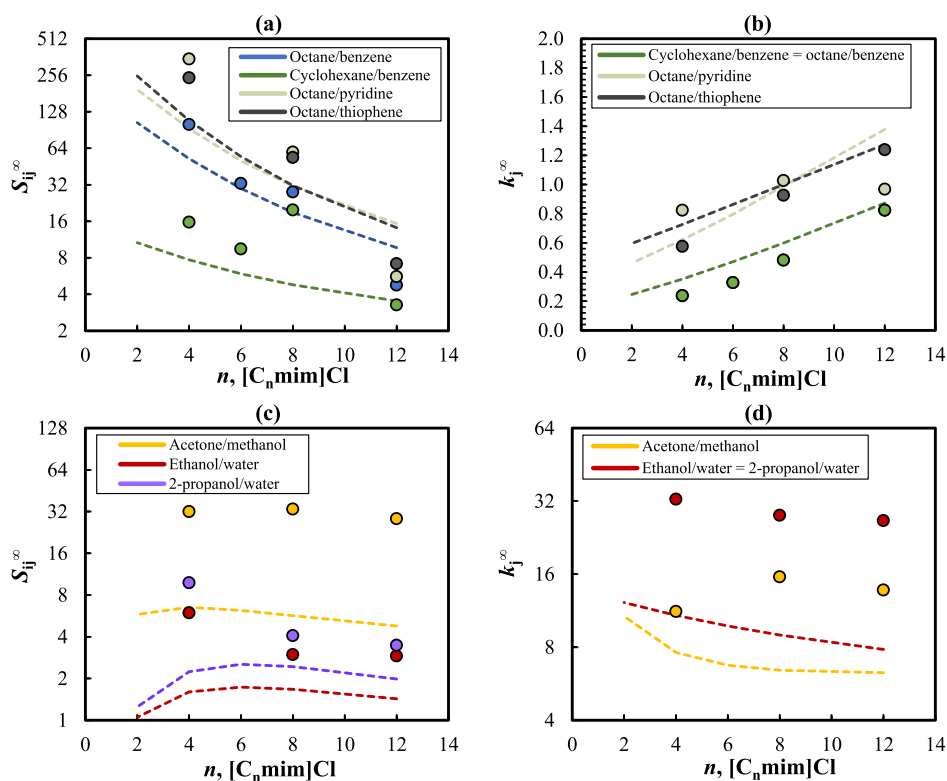 (a)
512
256
128
64
32
16
8
4
2
S_ij^∞
Octane/benzene
Cyclohexane/benzene
Octane/pyridine
Octane/thiophene
0 2 4 6 8 10 12 14
n, [C_nmim]Cl
(b)
2.0
1.8
1.6
1.4
1.2
1.0
0.8
0.6
0.4
0.2
0.0
k_j^∞
Cyclohexane/benzene = octane/benzene
Octane/pyridine
Octane/thiophene
0 2 4 6 8 10 12 14
n, [C_nmim]Cl
(c)
128
64
32
16
8
4
2
1
S_ij^∞
Acetone/methanol
Ethanol/water
2-propanol/water
0 2 4 6 8 10 12 14
n, [C_nmim]Cl
(d)
64
32
16
8
4
k_j^∞
Acetone/methanol
Ethanol/water = 2-propanol/water
0 2 4 6 8 10 12 14
n, [C_nmim]Cl